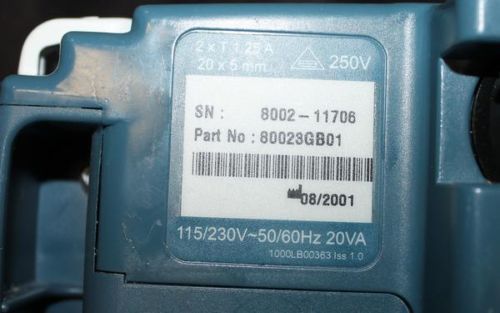 2 x T 1.25 A
20 x 5 mm 250V
SN : 8002-11706
Part No : 80023GB01
08/2001
115/230V~50/60Hz 20VA
1000LB00363 Iss 1.0